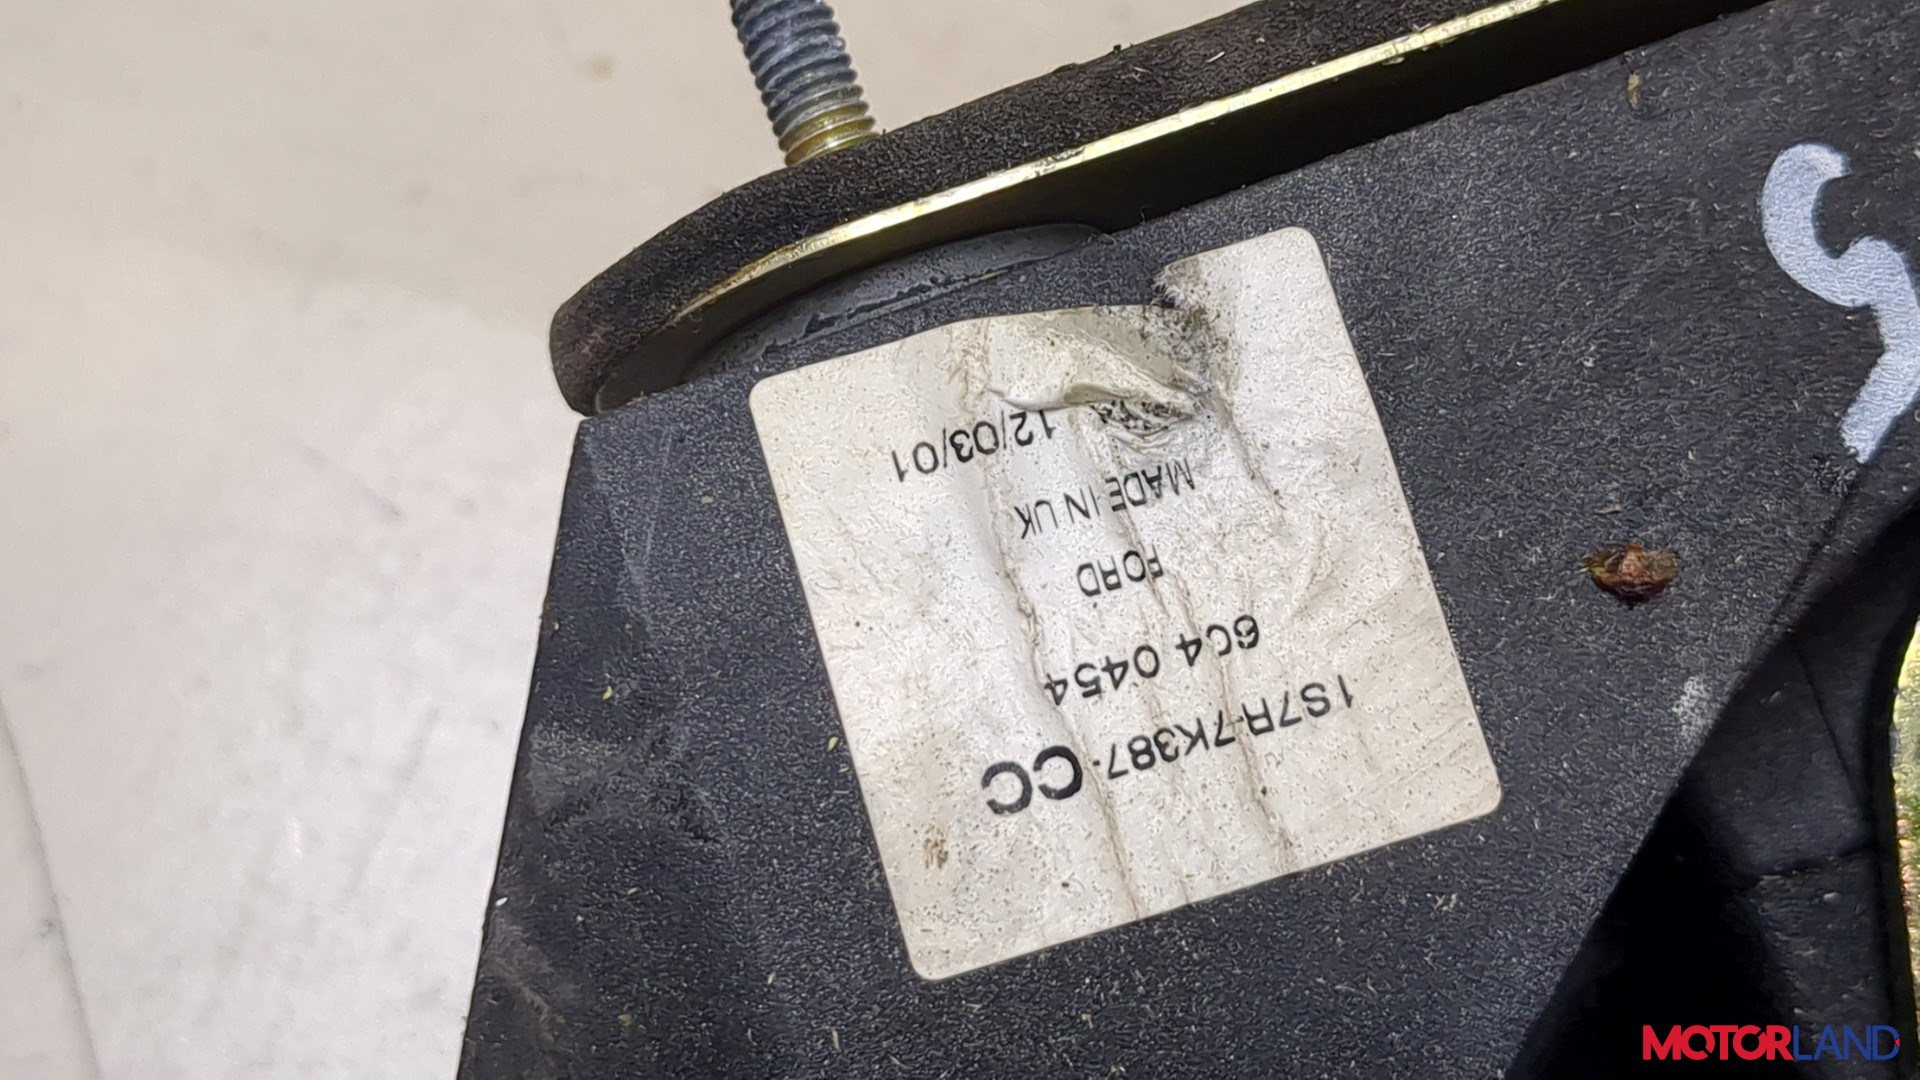 1S7R-7K387-CC
6C4 0454
FORD
MADE IN UK
12/03/01
MOTORLAND